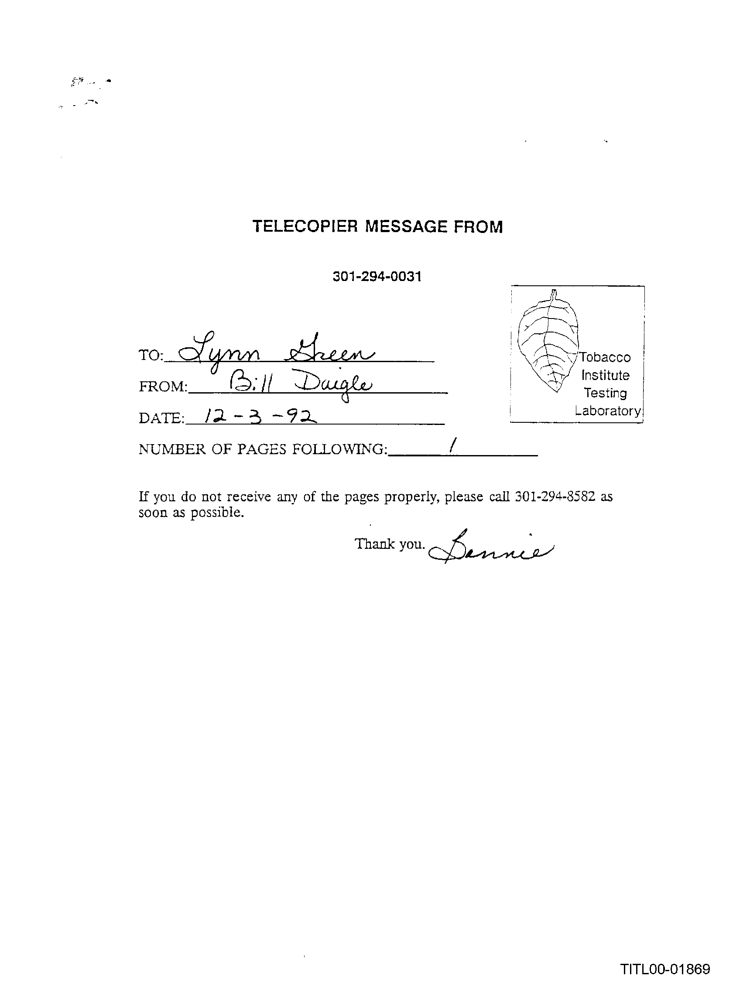 TELECOPIER MESSAGE FROM
301-294-0031
Tobacco
Institute
Testing
Laboratory
TO: Lynn Green
FROM: Bill Daigle
DATE: 12-3-92
NUMBER OF PAGES FOLLOWING: 1
If you do not receive any of the pages properly, please call 301-294-8582 as
soon as possible.
Thank you. Bennie
TITL00-01869